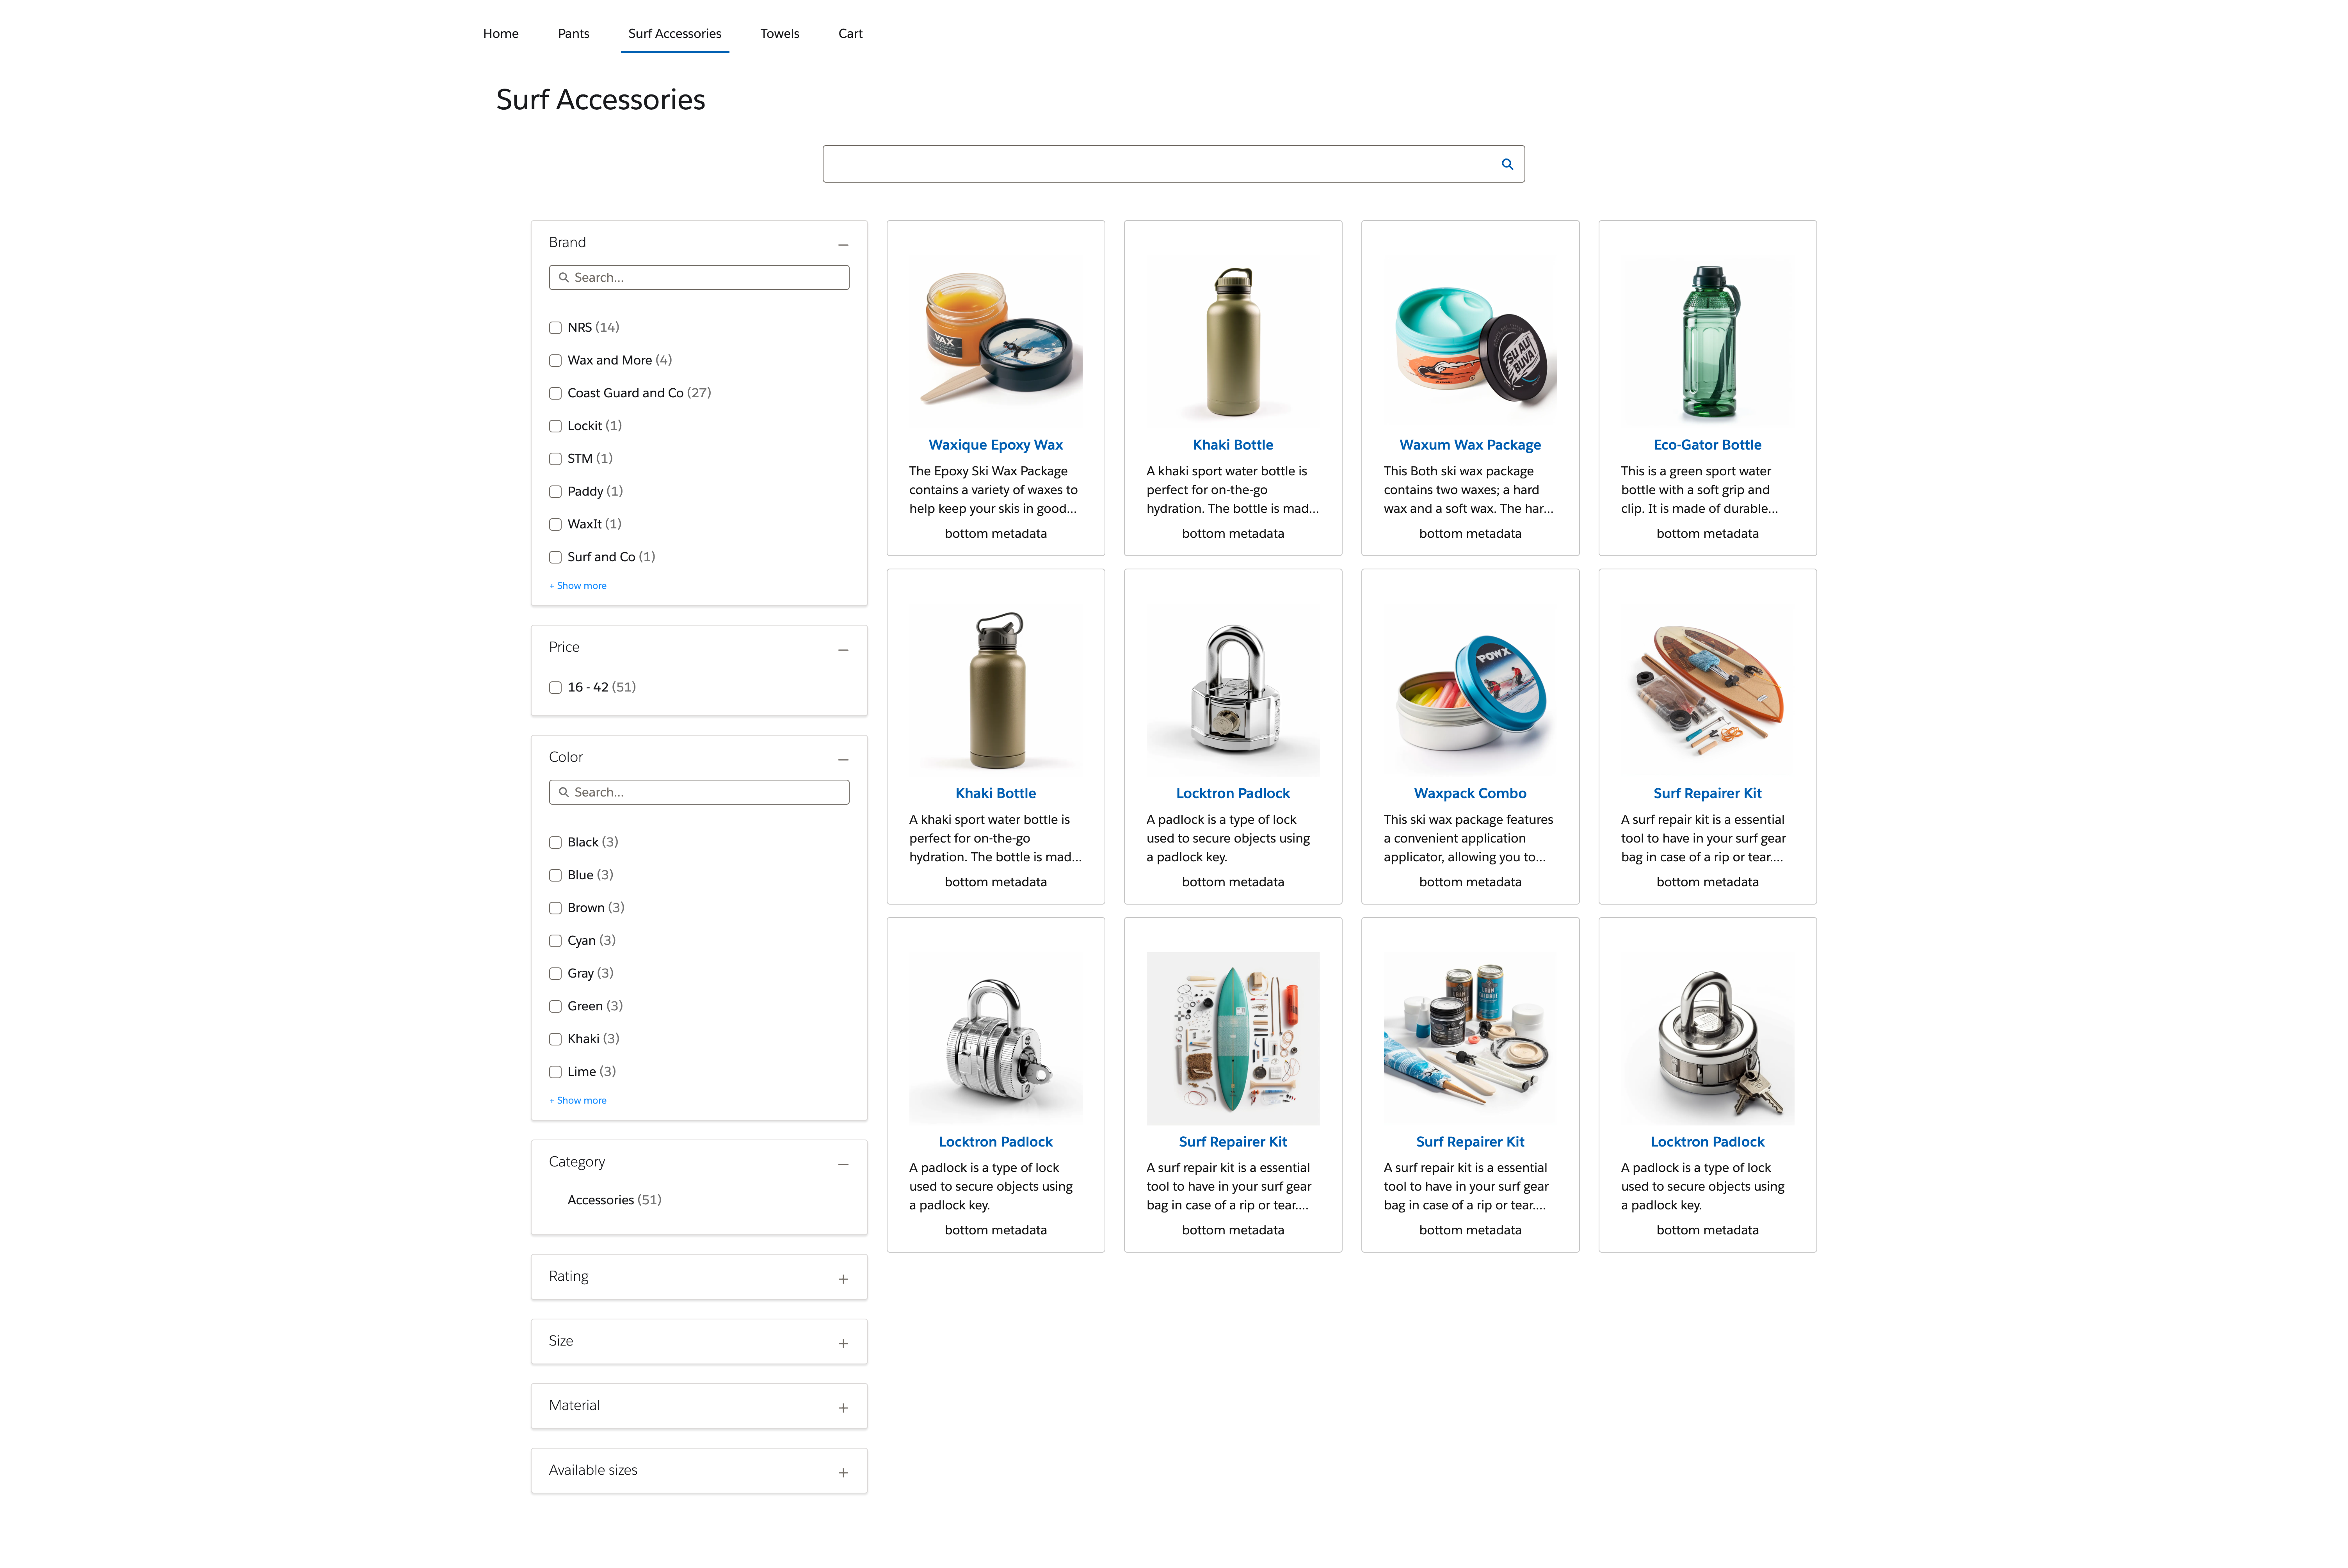 Home
Pants
Surf Accessories
Towels
Cart
Surf Accessories
Brand
Search...
NRS (14)
Wax and More (4)
Coast Guard and Co (27)
Lockit (1)
STM (1)
Paddy (1)
WaxIt (1)
Surf and Co (1)
+ Show more
Price
16 - 42 (51)
Color
Search...
Black (3)
Blue (3)
Brown (3)
Cyan (3)
Gray (3)
Green (3)
Khaki (3)
Lime (3)
+ Show more
Category
Accessories (51)
Rating
Size
Material
Available sizes
Waxique Epoxy Wax
The Epoxy Ski Wax Package
contains a variety of waxes to
help keep your skis in good...
bottom metadata
Khaki Bottle
A khaki sport water bottle is
perfect for on-the-go
hydration. The bottle is mad...
bottom metadata
Waxum Wax Package
This Both ski wax package
contains two waxes; a hard
wax and a soft wax. The har...
bottom metadata
Eco-Gator Bottle
This is a green sport water
bottle with a soft grip and
clip. It is made of durable...
bottom metadata
Khaki Bottle
A khaki sport water bottle is
perfect for on-the-go
hydration. The bottle is mad...
bottom metadata
Locktron Padlock
A padlock is a type of lock
used to secure objects using
a padlock key.
bottom metadata
POWX
Waxpack Combo
This ski wax package features
a convenient application
applicator, allowing you to...
bottom metadata
Surf Repairer Kit
A surf repair kit is a essential
tool to have in your surf gear
bag in case of a rip or tear....
bottom metadata
Locktron Padlock
A padlock is a type of lock
used to secure objects using
a padlock key.
bottom metadata
Surf Repairer Kit
A surf repair kit is a essential
tool to have in your surf gear
bag in case of a rip or tear....
bottom metadata
Surf Repairer Kit
A surf repair kit is a essential
tool to have in your surf gear
bag in case of a rip or tear....
bottom metadata
Locktron Padlock
A padlock is a type of lock
used to secure objects using
a padlock key.
bottom metadata